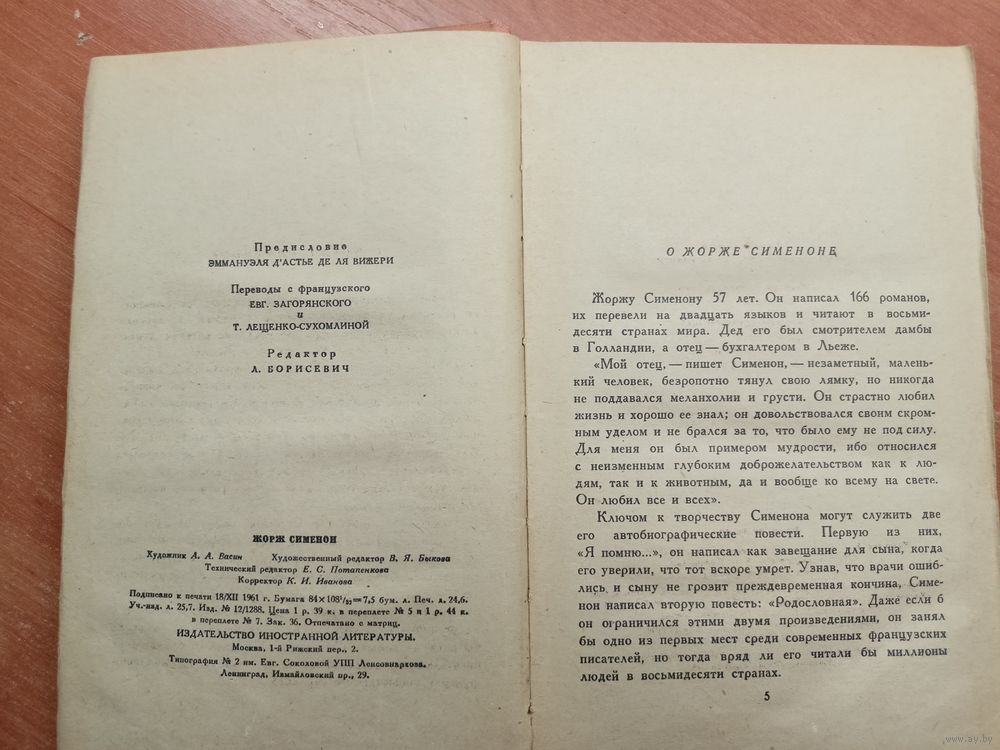 Предисловие
ЭММАНУЭЛЯ Д'АСТЬЕ ДЕ ЛЯ ВИЖЕРИ
Переводы с французского
ЕВГ. ЗАГОРЯНСКОГО
и
Т. ЛЕЩЕНКО-СУХОМЛИНОЙ
Редактор
Л. БОРИСЕВИЧ
ЖОРЖ СИМЕНОН
Художник А. А. Васин Художественный редактор В. Я. Быкова
Технический редактор Е. С. Потапенкова
Корректор К. И. Иванова
Подписано к печати 18/XII 1961 г. Бумага 84×108¹/₃₂=7,5 бум. л. Печ. л. 24,6.
Уч.-изд. л. 25,7. Изд. № 12/1288. Цена 1 р. 39 к. в переплете № 5 и 1 р. 44 к.
в переплете № 7. Зак. 36. Отпечатано с матриц.
ИЗДАТЕЛЬСТВО ИНОСТРАННОЙ ЛИТЕРАТУРЫ.
Москва, 1-й Рижский пер., 2.
Типография № 2 им. Евг. Соколовой УПП Ленсовнархоза.
Ленинград, Измайловский пр., 29.
О ЖОРЖЕ СИМЕНОНЕ
Жоржу Сименону 57 лет. Он написал 166 романов,
их перевели на двадцать языков и читают в восьми-
десяти странах мира. Дед его был смотрителем дамбы
в Голландии, а отец — бухгалтером в Льеже.
«Мой отец, — пишет Сименон, — незаметный, малень-
кий человек, безропотно тянул свою лямку, но никогда
не поддавался меланхолии и грусти. Он страстно любил
жизнь и хорошо ее знал; он довольствовался своим скром-
ным уделом и не брался за то, что было ему не под силу.
Для меня он был примером мудрости, ибо относился
с неизменным глубоким доброжелательством как к лю-
дям, так и к животным, да и вообще ко всему на свете.
Он любил все и всех».
Ключом к творчеству Сименона могут служить две
его автобиографические повести. Первую из них,
«Я помню...», он написал как завещание для сына, когда
его уверили, что тот вскоре умрет. Узнав, что врачи ошиб-
лись и сыну не грозит преждевременная кончина, Симе-
нон написал вторую повесть: «Родословная». Даже если б
он ограничился этими двумя произведениями, он занял
бы одно из первых мест среди современных французских
писателей, но тогда вряд ли его читали бы миллионы
людей в восьмидесяти странах.
5
www.ay.by